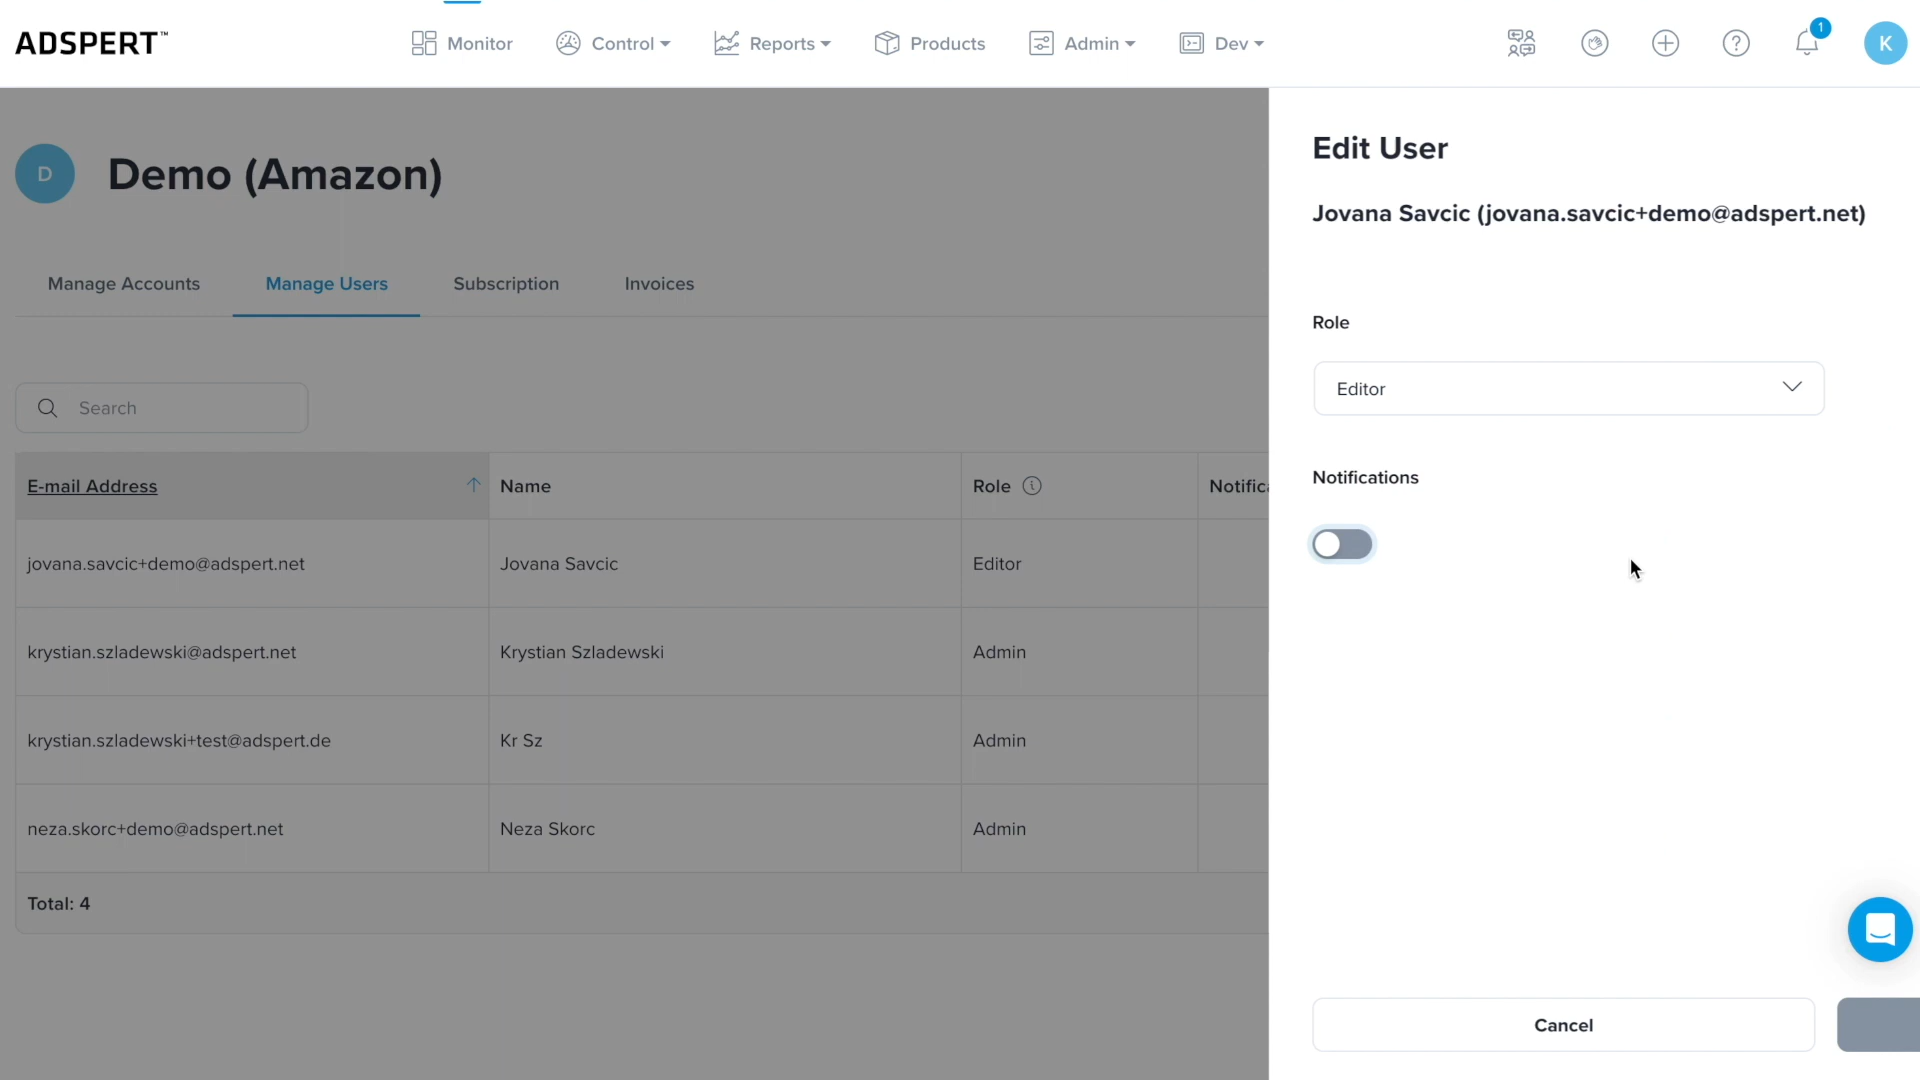 ADSPERT™
Monitor
Control
Reports
Products
Admin
Dev
1
K
D
Demo (Amazon)
Manage Accounts
Manage Users
Subscription
Invoices
Search
E-mail Address
Name
Role
Notific
jovana.savcic+demo@adspert.net
Jovana Savcic
Editor
krystian.szladewski@adspert.net
Krystian Szladewski
Admin
krystian.szladewski+test@adspert.de
Kr Sz
Admin
neza.skorc+demo@adspert.net
Neza Skorc
Admin
Total: 4
Edit User
Jovana Savcic (jovana.savcic+demo@adspert.net)
Role
Editor
Notifications
Cancel